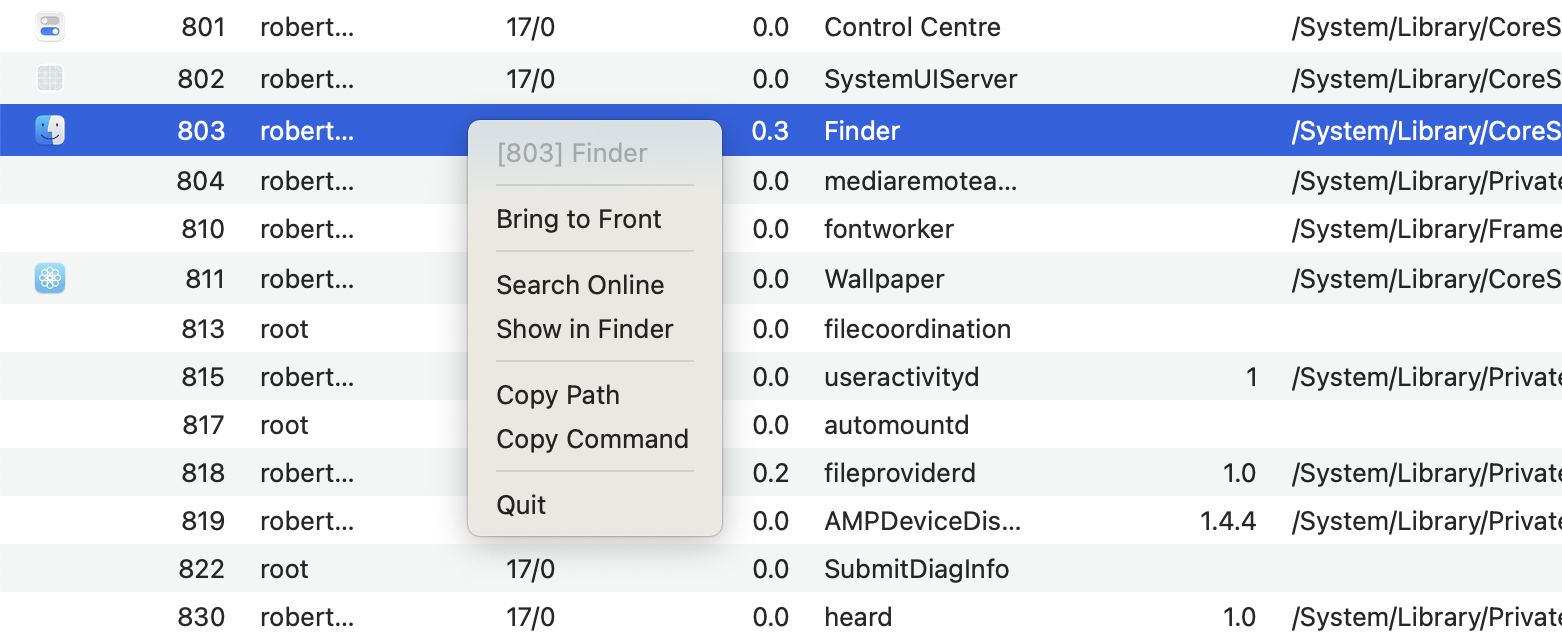 801 robert... 17/0 0.0 Control Centre /System/Library/CoreS
802 robert... 17/0 0.0 SystemUIServer /System/Library/CoreS
803 robert... 0.3 Finder /System/Library/CoreS
[803] Finder
804 robert... 0.0 mediaremotea... /System/Library/Private
Bring to Front
810 robert... 0.0 fontworker /System/Library/Frame
811 robert... 0.0 Wallpaper /System/Library/CoreS
Search Online
813 root 0.0 filecoordination
Show in Finder
815 robert... 0.0 useractivityd 1 /System/Library/Private
Copy Path
817 root 0.0 automountd
Copy Command
818 robert... 0.2 fileproviderd 1.0 /System/Library/Private
Quit
819 robert... 0.0 AMPDeviceDis... 1.4.4 /System/Library/Private
822 root 17/0 0.0 SubmitDiagInfo
830 robert... 17/0 0.0 heard 1.0 /System/Library/Private